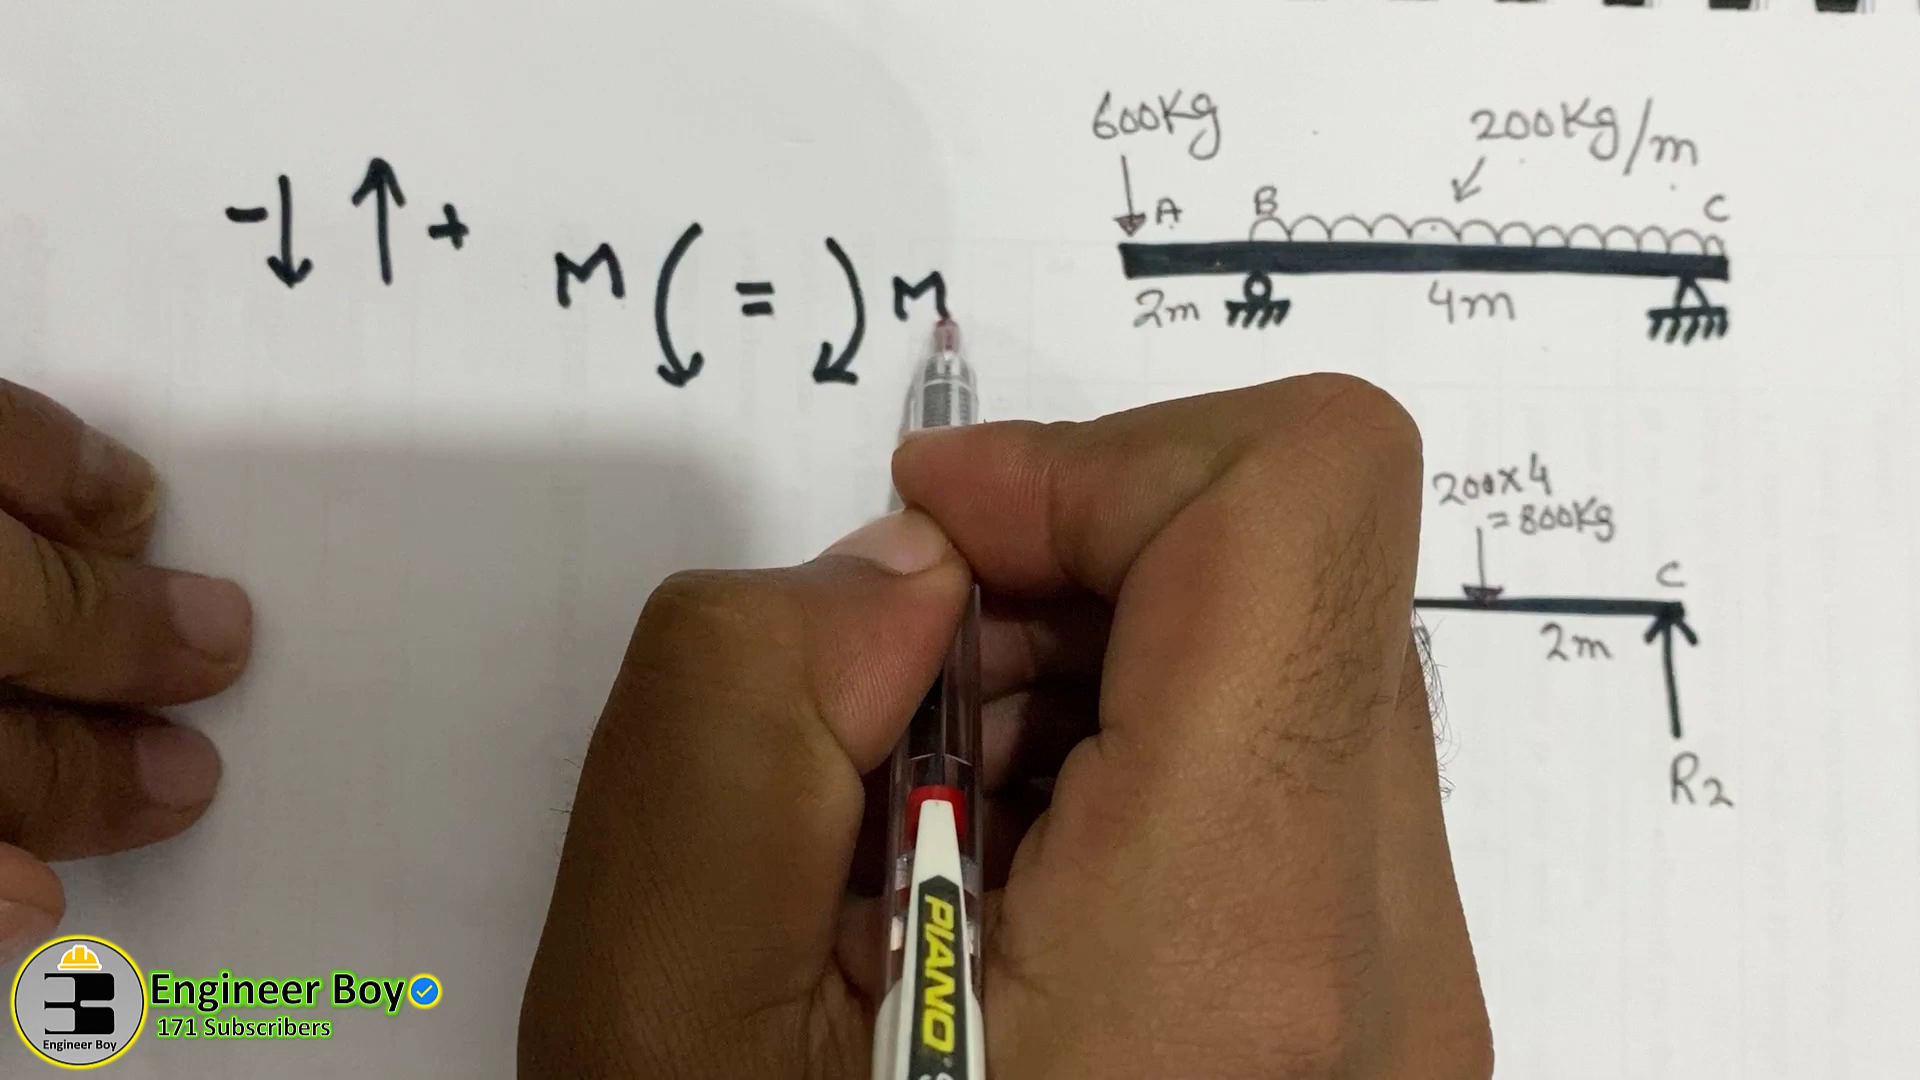 - +
M = M
600Kg
200Kg/m
A B C
2m 4m
200x4
= 800Kg
C
2m
R2
PIANO
Engineer Boy
171 Subscribers
Engineer Boy